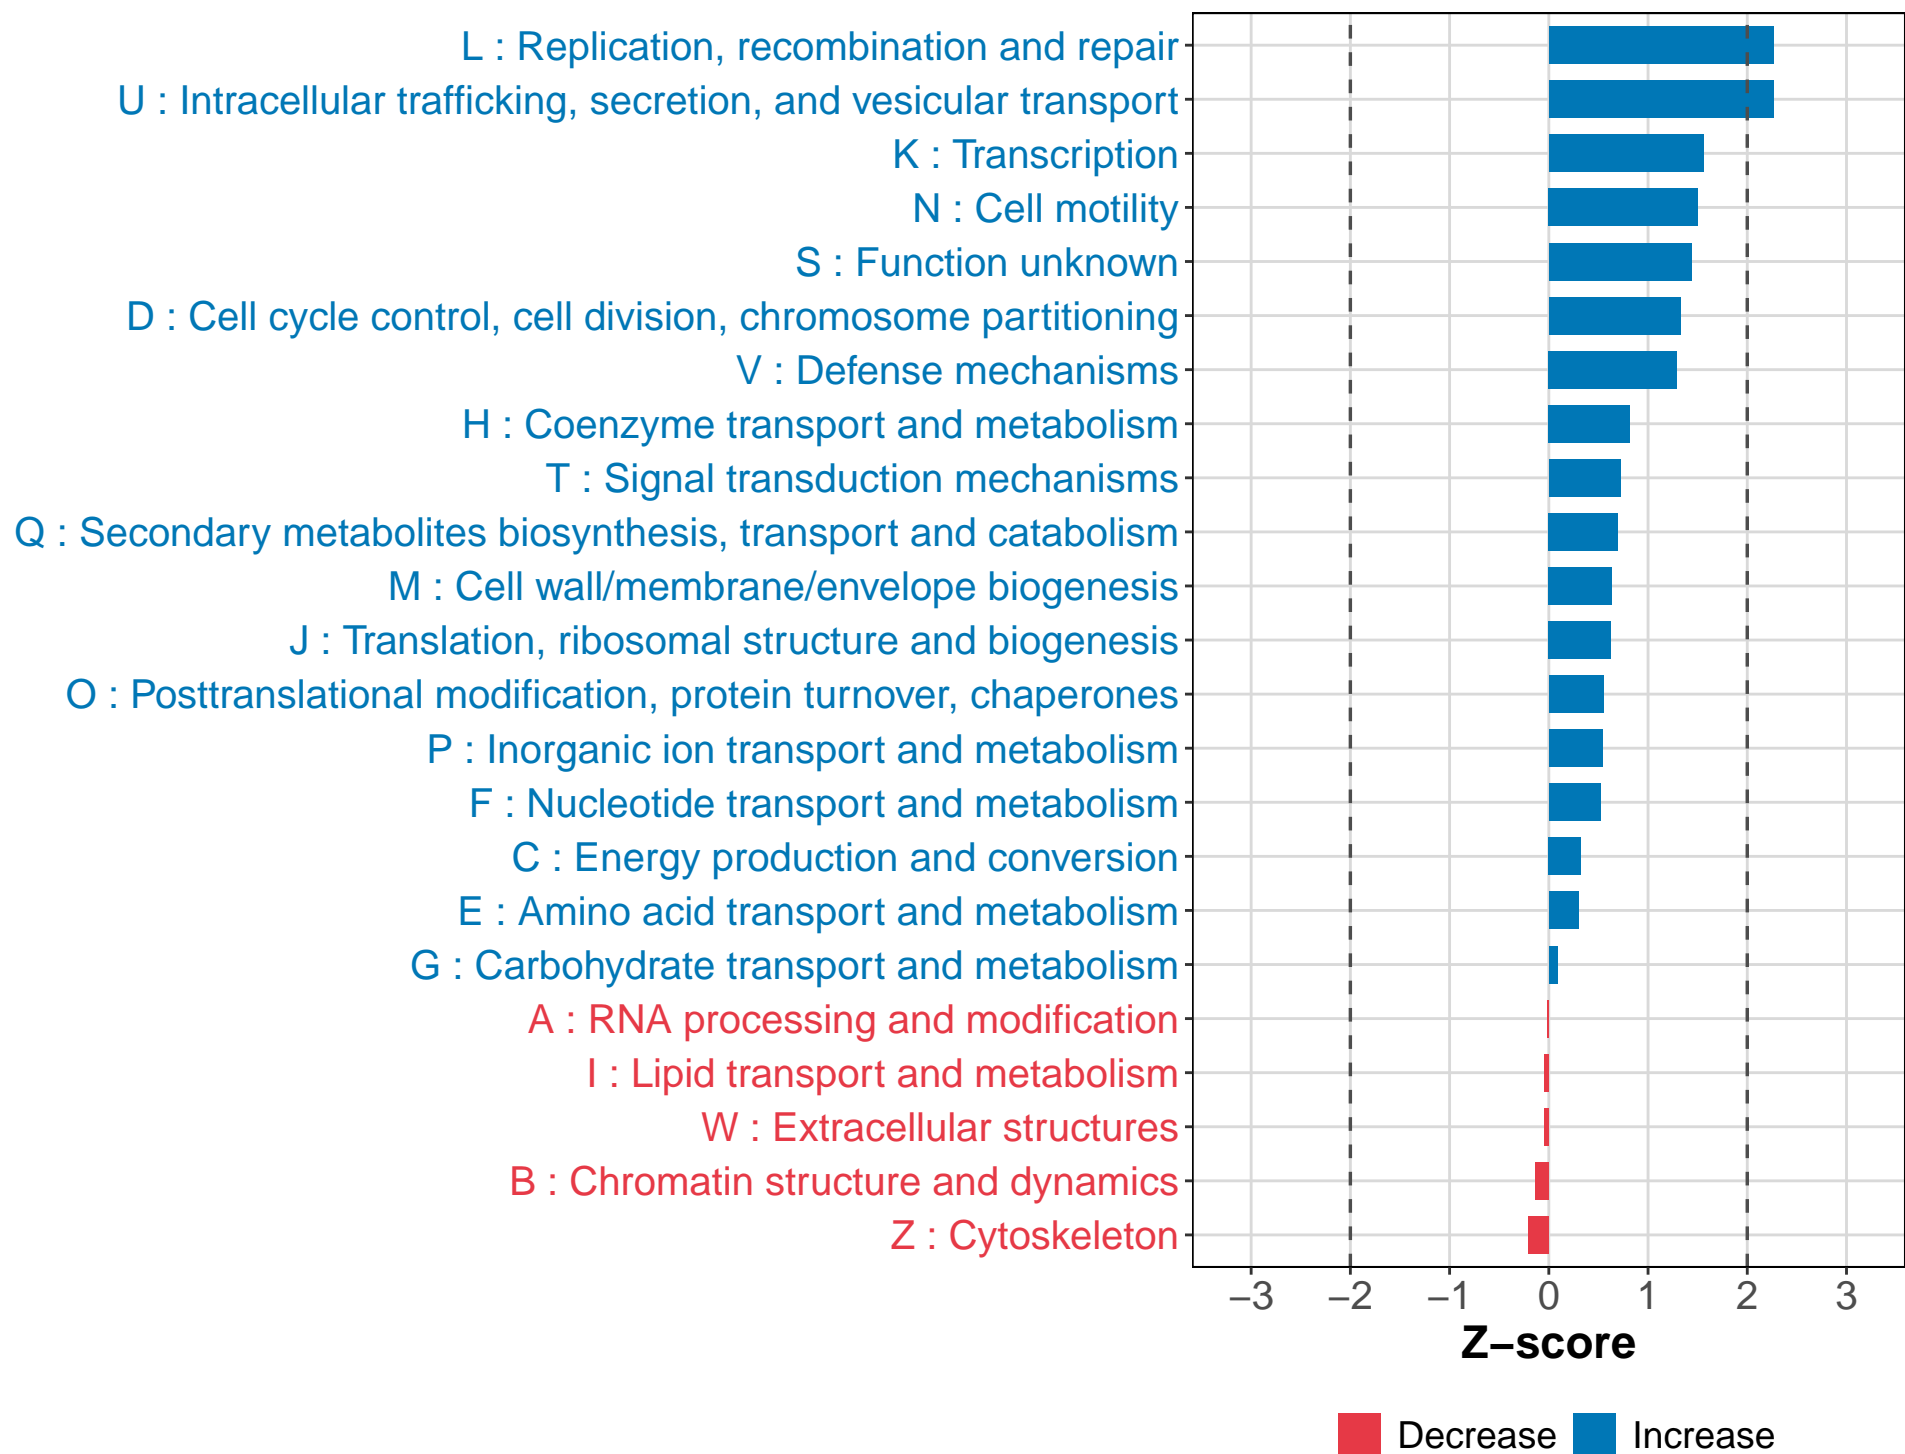 L : Replication, recombination and repair
U : Intracellular trafficking, secretion, and vesicular transport
K : Transcription
N : Cell motility
S : Function unknown
D : Cell cycle control, cell division, chromosome partitioning
V : Defense mechanisms
H : Coenzyme transport and metabolism
T : Signal transduction mechanisms
Q : Secondary metabolites biosynthesis, transport and catabolism
M : Cell wall/membrane/envelope biogenesis
J : Translation, ribosomal structure and biogenesis
O : Posttranslational modification, protein turnover, chaperones
P : Inorganic ion transport and metabolism
F : Nucleotide transport and metabolism
C : Energy production and conversion
E : Amino acid transport and metabolism
G : Carbohydrate transport and metabolism
A : RNA processing and modification
I : Lipid transport and metabolism
W : Extracellular structures
B : Chromatin structure and dynamics
Z : Cytoskeleton
−3 −2 −1 0 1 2 3
Z−score
Decrease Increase